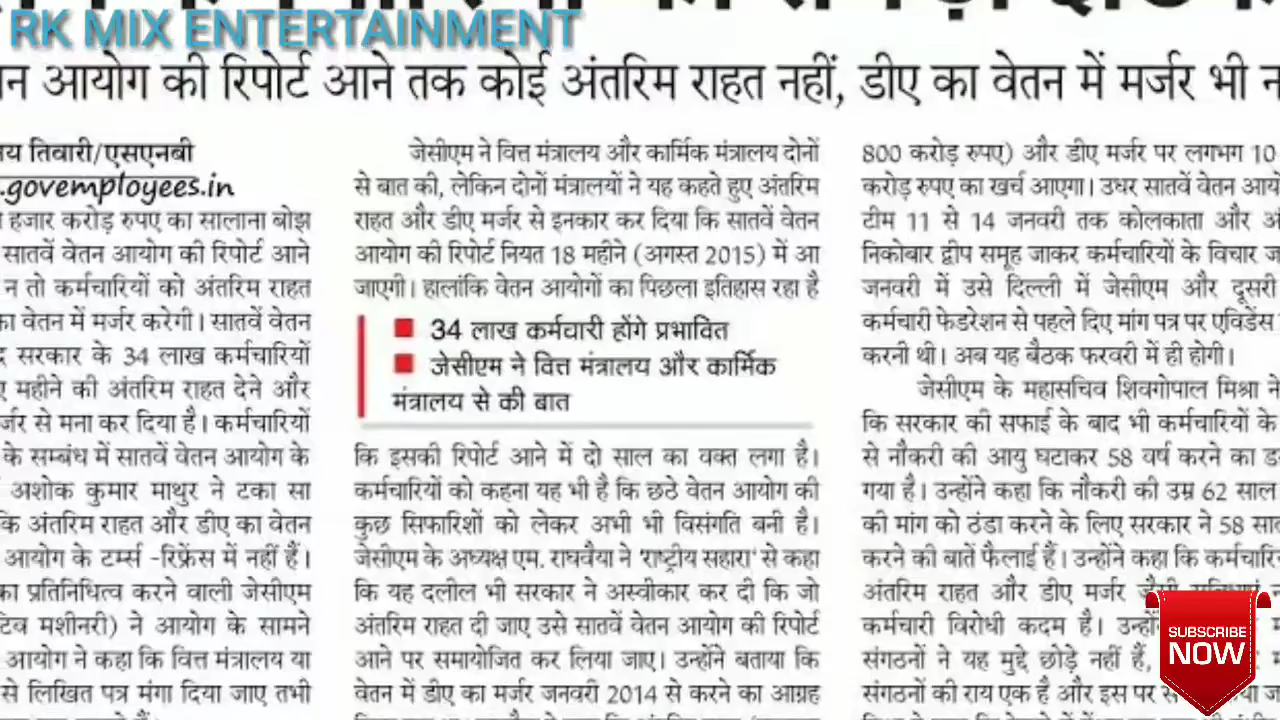 RK MIX ENTERTAINMENT
आयोग की रिपोर्ट आने तक कोई अंतरिम राहत नहीं, डीए का वेतन में मर्जर भी
तिवारी/एसएनबी
.govemployees.in
हजार करोड़ रुपए का सालाना बोझ
सातवें वेतन आयोग की रिपोर्ट आने
न तो कर्मचारियों को अंतरिम राहत
वेतन में मर्जर करेगी। सातवें वेतन
सरकार के 34 लाख कर्मचारियों
महीने की अंतरिम राहत देने और
से मना कर दिया है। कर्मचारियों
के सम्बंध में सातवें वेतन आयोग के
अशोक कुमार माथुर ने टका सा
अंतरिम राहत और डीए का वेतन
आयोग के टर्म्स -रिफ्रेंस में नहीं हैं।
प्रतिनिधित्व करने वाली जेसीएम
मशीनरी) ने आयोग के सामने
आयोग ने कहा कि वित्त मंत्रालय या
से लिखित पत्र मंगा दिया जाए तभी
जेसीएम ने वित्त मंत्रालय और कार्मिक मंत्रालय दोनों
से बात की, लेकिन दोनों मंत्रालयों ने यह कहते हुए अंतरिम
राहत और डीए मर्जर से इनकार कर दिया कि सातवें वेतन
आयोग की रिपोर्ट नियत 18 महीने (अगस्त 2015) में आ
जाएगी। हालांकि वेतन आयोगों का पिछला इतिहास रहा है
34 लाख कर्मचारी होंगे प्रभावित
जेसीएम ने वित्त मंत्रालय और कार्मिक
मंत्रालय से की बात
कि इसकी रिपोर्ट आने में दो साल का वक्त लगा है।
कर्मचारियों को कहना यह भी है कि छठे वेतन आयोग की
कुछ सिफारिशों को लेकर अभी भी विसंगति बनी है।
जेसीएम के अध्यक्ष एम. राघवैया ने 'राष्ट्रीय सहारा' से कहा
कि यह दलील भी सरकार ने अस्वीकार कर दी कि जो
अंतरिम राहत दी जाए उसे सातवें वेतन आयोग की रिपोर्ट
आने पर समायोजित कर लिया जाए। उन्होंने बताया कि
वेतन में डीए का मर्जर जनवरी 2014 से करने का आग्रह
800 करोड़ रुपए) और डीए मर्जर पर लगभग 10
करोड़ रुपए का खर्च आएगा। उधर सातवें वेतन
टीम 11 से 14 जनवरी तक कोलकाता और
निकोबार द्वीप समूह जाकर कर्मचारियों के विचार
जनवरी में उसे दिल्ली में जेसीएम और दूसरी
कर्मचारी फेडरेशन से पहले दिए मांग पत्र पर एविडेंस
करनी थी। अब यह बैठक फरवरी में ही होगी।
जेसीएम के महासचिव शिवगोपाल मिश्रा ने
कि सरकार की सफाई के बाद भी कर्मचारियों के
से नौकरी की आयु घटाकर 58 वर्ष करने का
गया है। उन्होंने कहा कि नौकरी की उम्र 62 साल
की मांग को ठंडा करने के लिए सरकार ने 58
करने की बातें फैलाई हैं। उन्होंने कहा कि
अंतरिम राहत और डीए मर्जर
कर्मचारी विरोधी कदम है।
संगठनों ने यह मुद्दे छोड़े नहीं हैं,
संगठनों की राय एक है और इस पर
SUBSCRIBE
NOW